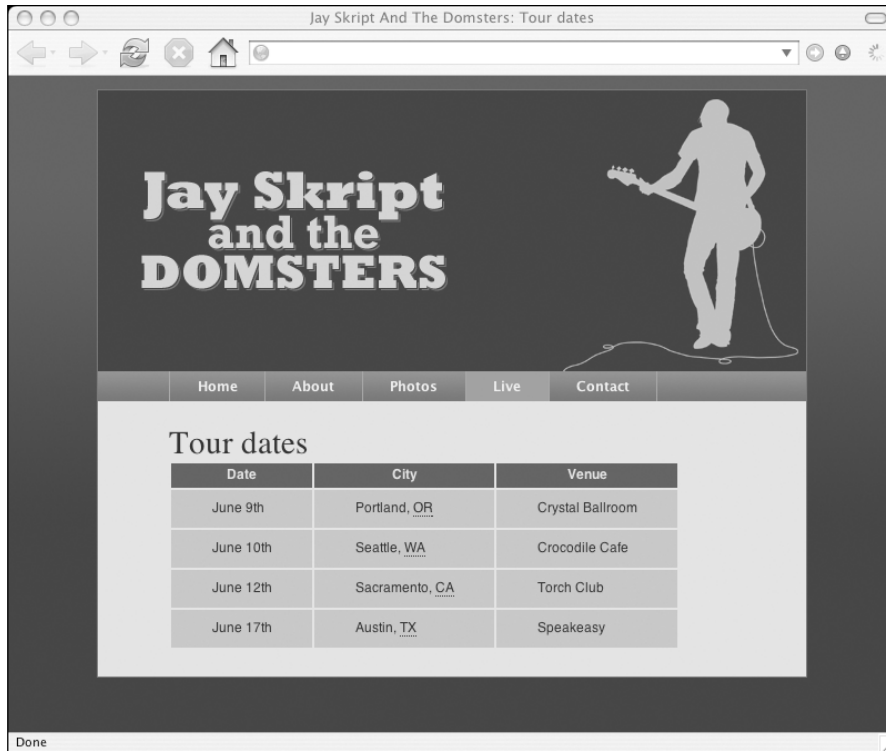 Jay Skript And The Domsters: Tour dates
Jay Skript
and the
DOMSTERS
Home About Photos Live Contact
Tour dates
Date City Venue
June 9th Portland, OR Crystal Ballroom
June 10th Seattle, WA Crocodile Cafe
June 12th Sacramento, CA Torch Club
June 17th Austin, TX Speakeasy
Done